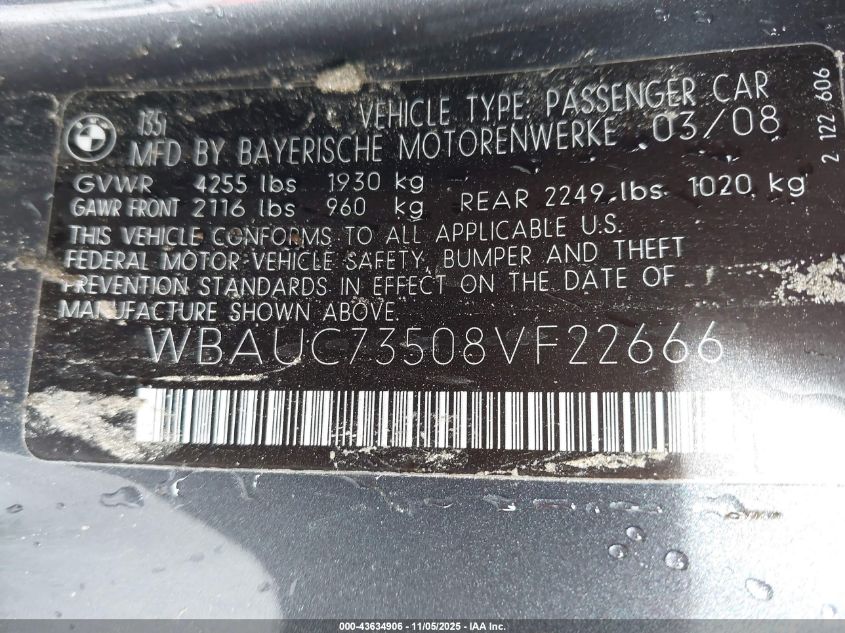 BMW
135i VEHICLE TYPE PASSENGER CAR
MFD BY BAYERISCHE MOTORENWERKE 03/08
GVWR 4255 lbs 1930 kg
GAWR FRONT 2116 lbs 960 kg REAR 2249 lbs 1020 kg
THIS VEHICLE CONFORMS TO ALL APPLICABLE U.S.
FEDERAL MOTOR VEHICLE SAFETY, BUMPER AND THEFT
PREVENTION STANDARDS IN EFFECT ON THE DATE OF
MANUFACTURE SHOWN ABOVE.
WBAUC73508VF22666
2 122 606
000-43634906 - 11/05/2025 - IAA Inc.